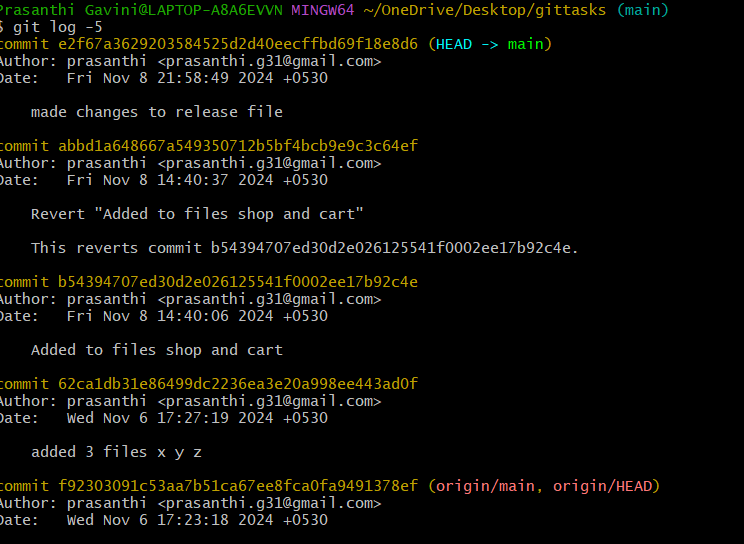 Prasanthi Gavini@LAPTOP-A8A6EVVN MINGW64 ~/OneDrive/Desktop/gittasks (main)
$ git log -5
commit e2f67a3629203584525d2d40eecffbd69f18e8d6 (HEAD -> main)
Author: prasanthi <prasanthi.g31@gmail.com>
Date:   Fri Nov 8 21:58:49 2024 +0530

    made changes to release file

commit abbd1a648667a549350712b5bf4bcb9e9c3c64ef
Author: prasanthi <prasanthi.g31@gmail.com>
Date:   Fri Nov 8 14:40:37 2024 +0530

    Revert "Added to files shop and cart"

    This reverts commit b54394707ed30d2e026125541f0002ee17b92c4e.

commit b54394707ed30d2e026125541f0002ee17b92c4e
Author: prasanthi <prasanthi.g31@gmail.com>
Date:   Fri Nov 8 14:40:06 2024 +0530

    Added to files shop and cart

commit 62ca1db31e86499dc2236ea3e20a998ee443ad0f
Author: prasanthi <prasanthi.g31@gmail.com>
Date:   Wed Nov 6 17:27:19 2024 +0530

    added 3 files x y z

commit f92303091c53aa7b51ca67ee8fca0fa9491378ef (origin/main, origin/HEAD)
Author: prasanthi <prasanthi.g31@gmail.com>
Date:   Wed Nov 6 17:23:18 2024 +0530